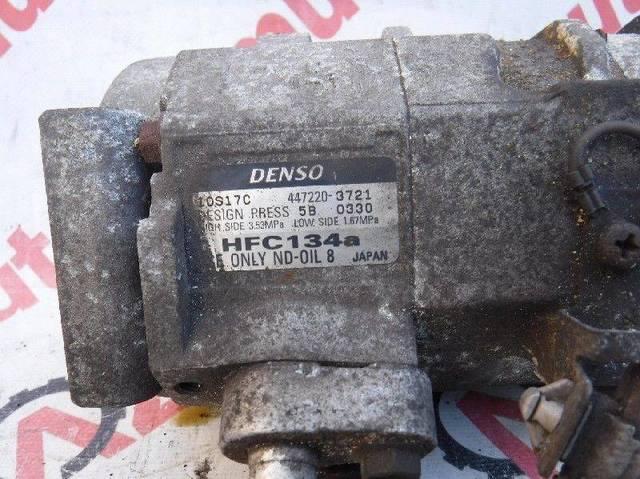 DENSO
10S17C 447220-3721
DESIGN PRESS 5B 0330
HIGH SIDE 3.53MPa LOW SIDE 1.67MPa
HFC134a
ONLY ND-OIL 8 JAPAN